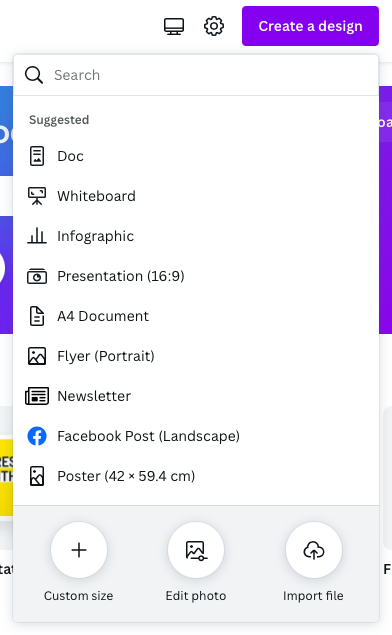 Create a design
Search
Suggested
Doc
Whiteboard
Infographic
Presentation (16:9)
A4 Document
Flyer (Portrait)
Newsletter
Facebook Post (Landscape)
Poster (42 × 59.4 cm)
Custom size
Edit photo
Import file